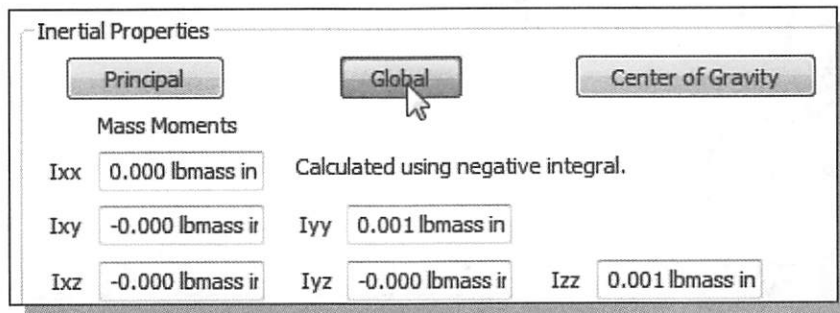 Inertial Properties
Principal Global Center of Gravity
Mass Moments
Ixx 0.000 lbmass in Calculated using negative integral.
Ixy -0.000 lbmass ir Iyy 0.001 lbmass in
Ixz -0.000 lbmass ir Iyz -0.000 lbmass ir Izz 0.001 lbmass in